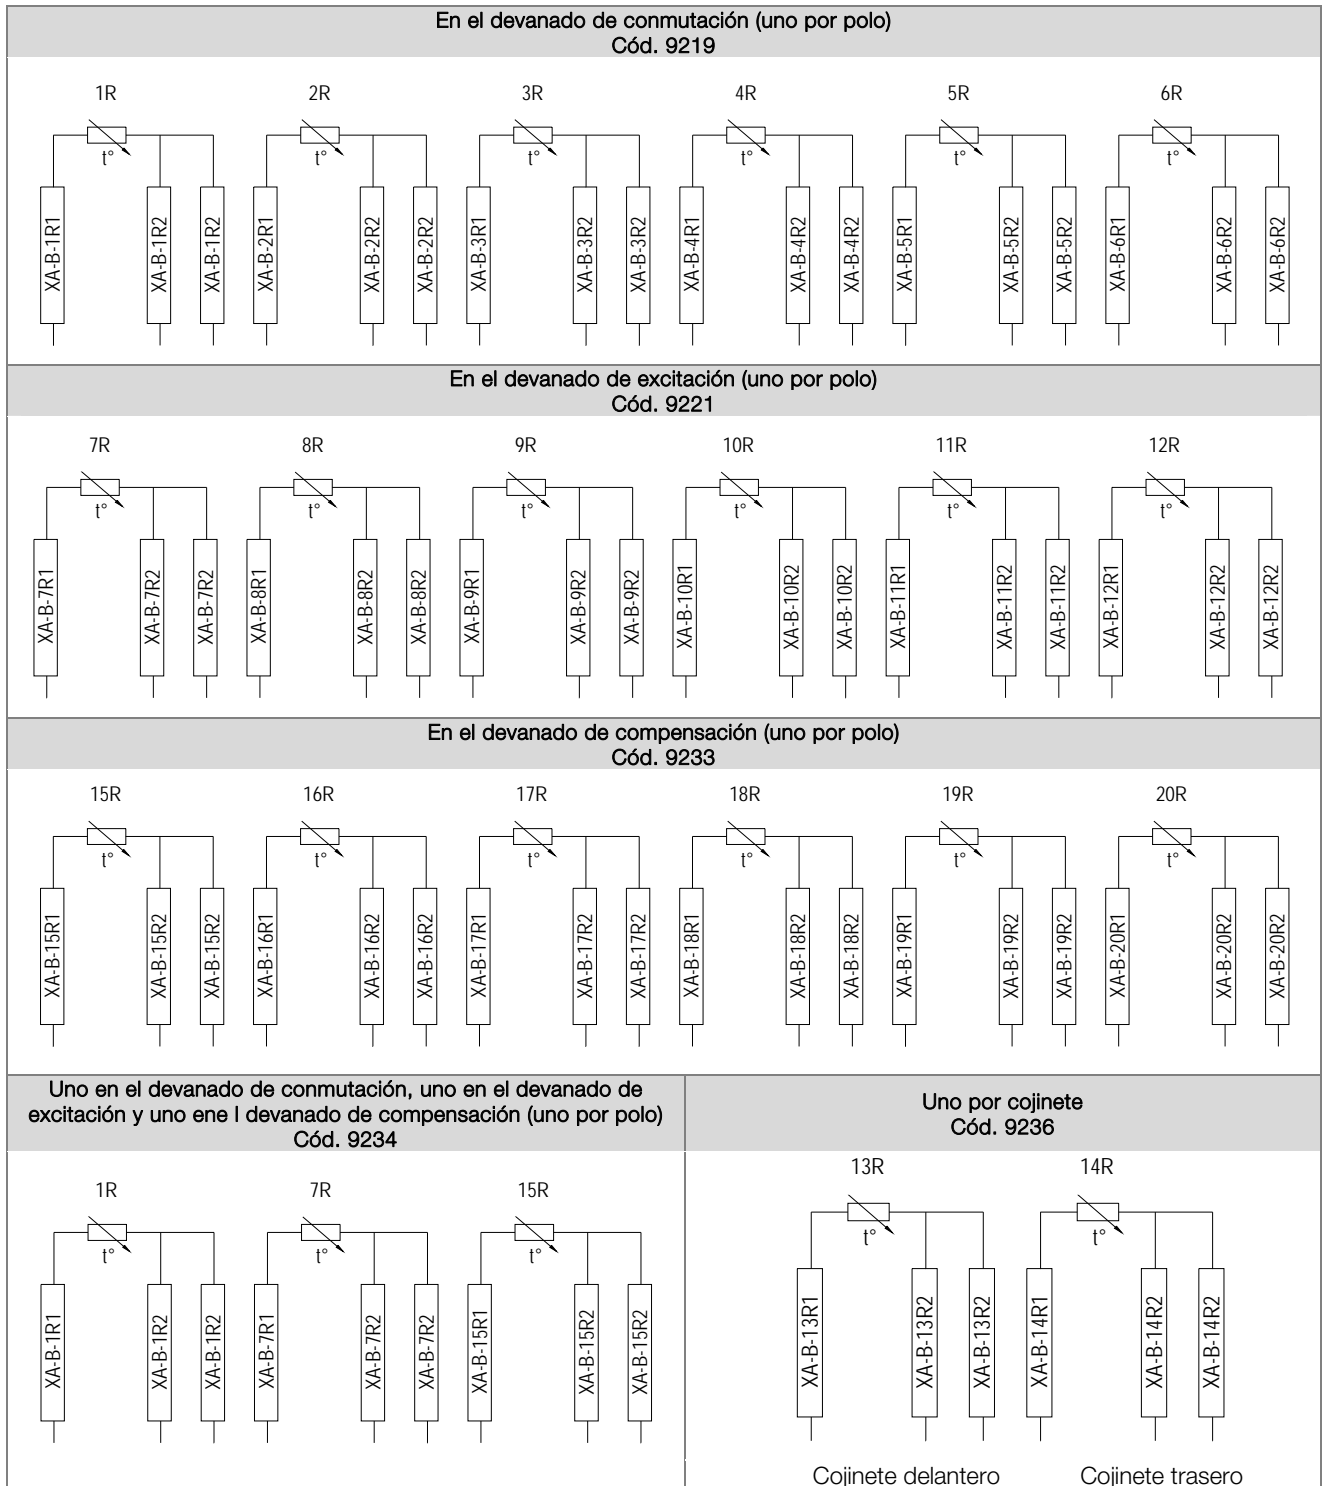 En el devanado de conmutación (uno por polo)
Cód. 9219
1R 2R 3R 4R 5R 6R
t° t° t° t° t° t°
XA-B-1R1 XA-B-1R2 XA-B-1R2 XA-B-2R1 XA-B-2R2 XA-B-2R2 XA-B-3R1 XA-B-3R2 XA-B-3R2 XA-B-4R1 XA-B-4R2 XA-B-4R2 XA-B-5R1 XA-B-5R2 XA-B-5R2 XA-B-6R1 XA-B-6R2 XA-B-6R2
En el devanado de excitación (uno por polo)
Cód. 9221
7R 8R 9R 10R 11R 12R
t° t° t° t° t° t°
XA-B-7R1 XA-B-7R2 XA-B-7R2 XA-B-8R1 XA-B-8R2 XA-B-8R2 XA-B-9R1 XA-B-9R2 XA-B-9R2 XA-B-10R1 XA-B-10R2 XA-B-10R2 XA-B-11R1 XA-B-11R2 XA-B-11R2 XA-B-12R1 XA-B-12R2 XA-B-12R2
En el devanado de compensación (uno por polo)
Cód. 9233
15R 16R 17R 18R 19R 20R
t° t° t° t° t° t°
XA-B-15R1 XA-B-15R2 XA-B-15R2 XA-B-16R1 XA-B-16R2 XA-B-16R2 XA-B-17R1 XA-B-17R2 XA-B-17R2 XA-B-18R1 XA-B-18R2 XA-B-18R2 XA-B-19R1 XA-B-19R2 XA-B-19R2 XA-B-20R1 XA-B-20R2 XA-B-20R2
Uno en el devanado de conmutación, uno en el devanado de
excitación y uno ene l devanado de compensación (uno por polo)
Cód. 9234
1R 7R 15R
t° t° t°
XA-B-1R1 XA-B-1R2 XA-B-1R2 XA-B-7R1 XA-B-7R2 XA-B-7R2 XA-B-15R1 XA-B-15R2 XA-B-15R2
Uno por cojinete
Cód. 9236
13R 14R
t° t°
XA-B-13R1 XA-B-13R2 XA-B-13R2 XA-B-14R1 XA-B-14R2 XA-B-14R2
Cojinete delantero Cojinete trasero